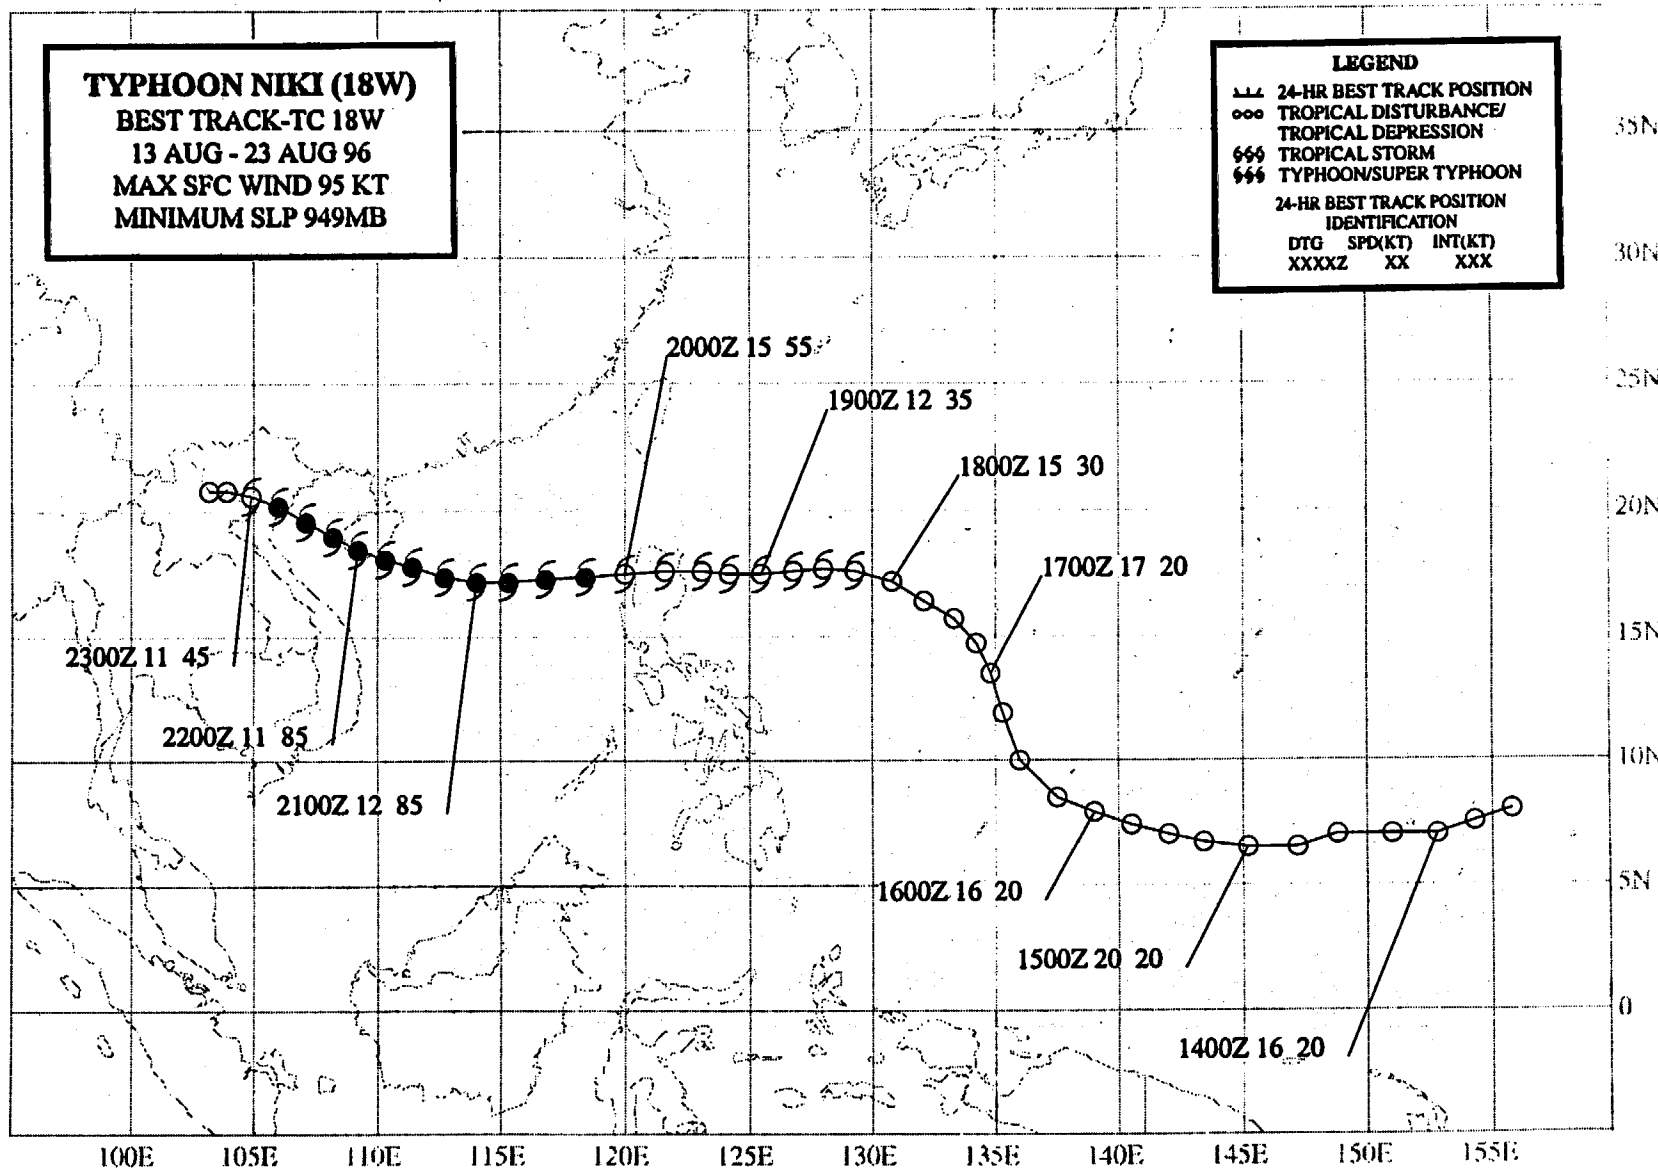 TYPHOON NIKI (18W)
BEST TRACK-TC 18W
13 AUG - 23 AUG 96
MAX SFC WIND 95 KT
MINIMUM SLP 949MB
LEGEND
24-HR BEST TRACK POSITION
TROPICAL DISTURBANCE/
TROPICAL DEPRESSION
TROPICAL STORM
TYPHOON/SUPER TYPHOON
24-HR BEST TRACK POSITION
IDENTIFICATION
DTG SPD(KT) INT(KT)
XXXXZ XX XXX
35N
30N
25N
20N
15N
10N
5N
0
2000Z 15 55
1900Z 12 35
1800Z 15 30
1700Z 17 20
2300Z 11 45
2200Z 11 85
2100Z 12 85
1600Z 16 20
1500Z 20 20
1400Z 16 20
100E 105E 110E 115E 120E 125E 130E 135E 140E 145E 150E 155E